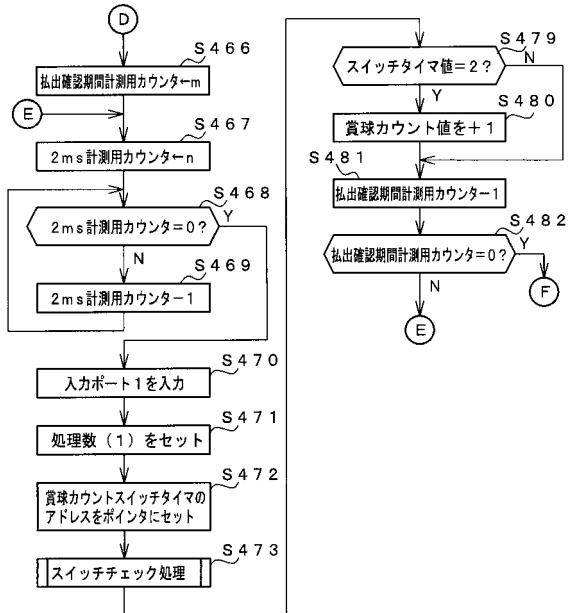 D
S466
払出確認期間計測用カウンタ←m
E
S467
2ms計測用カウンター←n
S468
2ms計測用カウンター=0?
Y
N
S469
2ms計測用カウンター−1
S470
入力ポート1を入力
S471
処理数(1)をセット
S472
賞球カウントスイッチタイマの
アドレスをポインタにセット
S473
スイッチチェック処理
S479
スイッチタイマ値=2?
N
Y
S480
賞球カウント値を+1
S481
払出確認期間計測用カウンター1
S482
払出確認期間計測用カウンタ=0?
Y
N
F
E